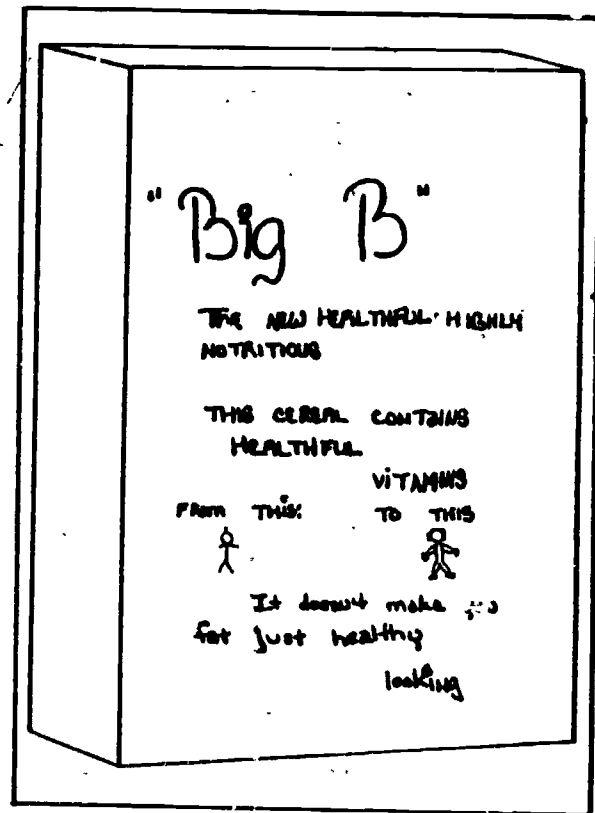 "Big B"
THE NEW HEALTHFUL HIGHLY
NOTRITIOUS
THIS CEREAL CONTAINS
HEALTHFUL
VITAMINS
FROM THIS: TO THIS
It doesn't make
fat just healthy
looking